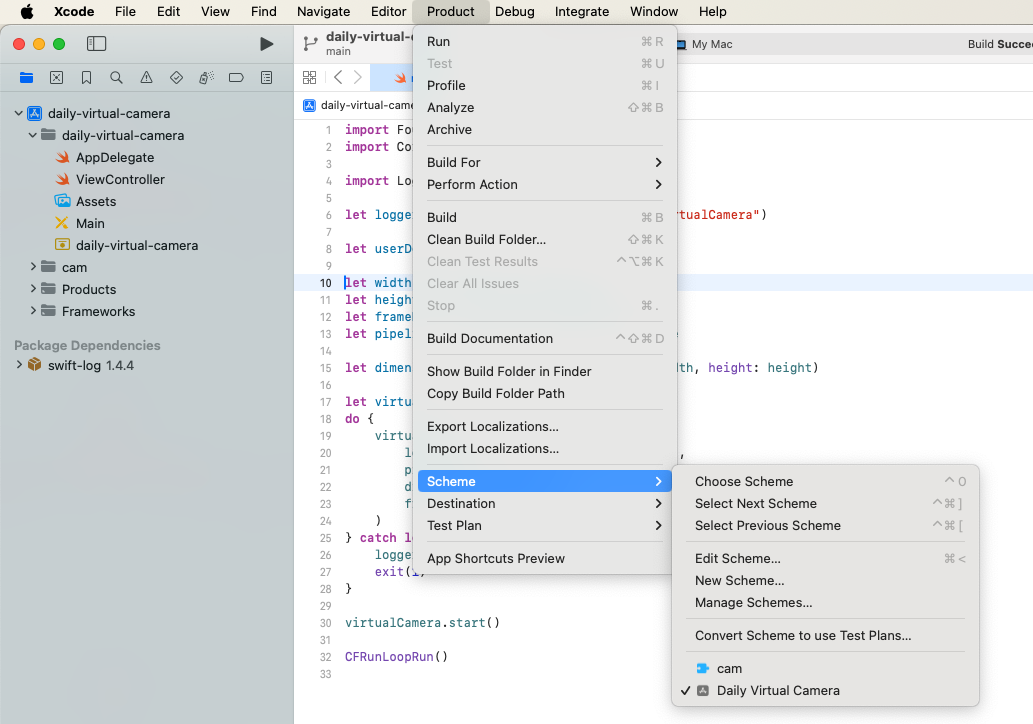 Xcode File Edit View Find Navigate Editor Product Debug Integrate Window Help
daily-virtual-
main
My Mac
Build Succe
daily-virtual-came
daily-virtual-camera
daily-virtual-camera
AppDelegate
ViewController
Assets
Main
daily-virtual-camera
cam
Products
Frameworks
Package Dependencies
swift-log 1.4.4
1 import Fo
2 import Co
3
4 import Lo
5
6 let logge rtualCamera")
7
8 let userD
9
10 let width
11 let heigh
12 let frame
13 let pipel
14
15 let dimen th, height: height)
16
17 let virtu
18 do {
19 virtu
20 l ,
21 p
22 d
23 f
24 )
25 } catch l
26 logge
27 exit(1)
28 }
29
30 virtualCamera.start()
31
32 CFRunLoopRun()
33
Run ⌘ R
Test ⌘ U
Profile ⌘ I
Analyze ⇧ ⌘ B
Archive
Build For
Perform Action
Build ⌘ B
Clean Build Folder... ⇧ ⌘ K
Clean Test Results ^ ⌥ ⌘ K
Clear All Issues
Stop ⌘ .
Build Documentation ^ ⇧ ⌘ D
Show Build Folder in Finder
Copy Build Folder Path
Export Localizations...
Import Localizations...
Scheme
Destination
Test Plan
App Shortcuts Preview
Choose Scheme ^ 0
Select Next Scheme ^ ⌘ ]
Select Previous Scheme ^ ⌘ [
Edit Scheme... ⌘ <
New Scheme...
Manage Schemes...
Convert Scheme to use Test Plans...
cam
✓ Daily Virtual Camera